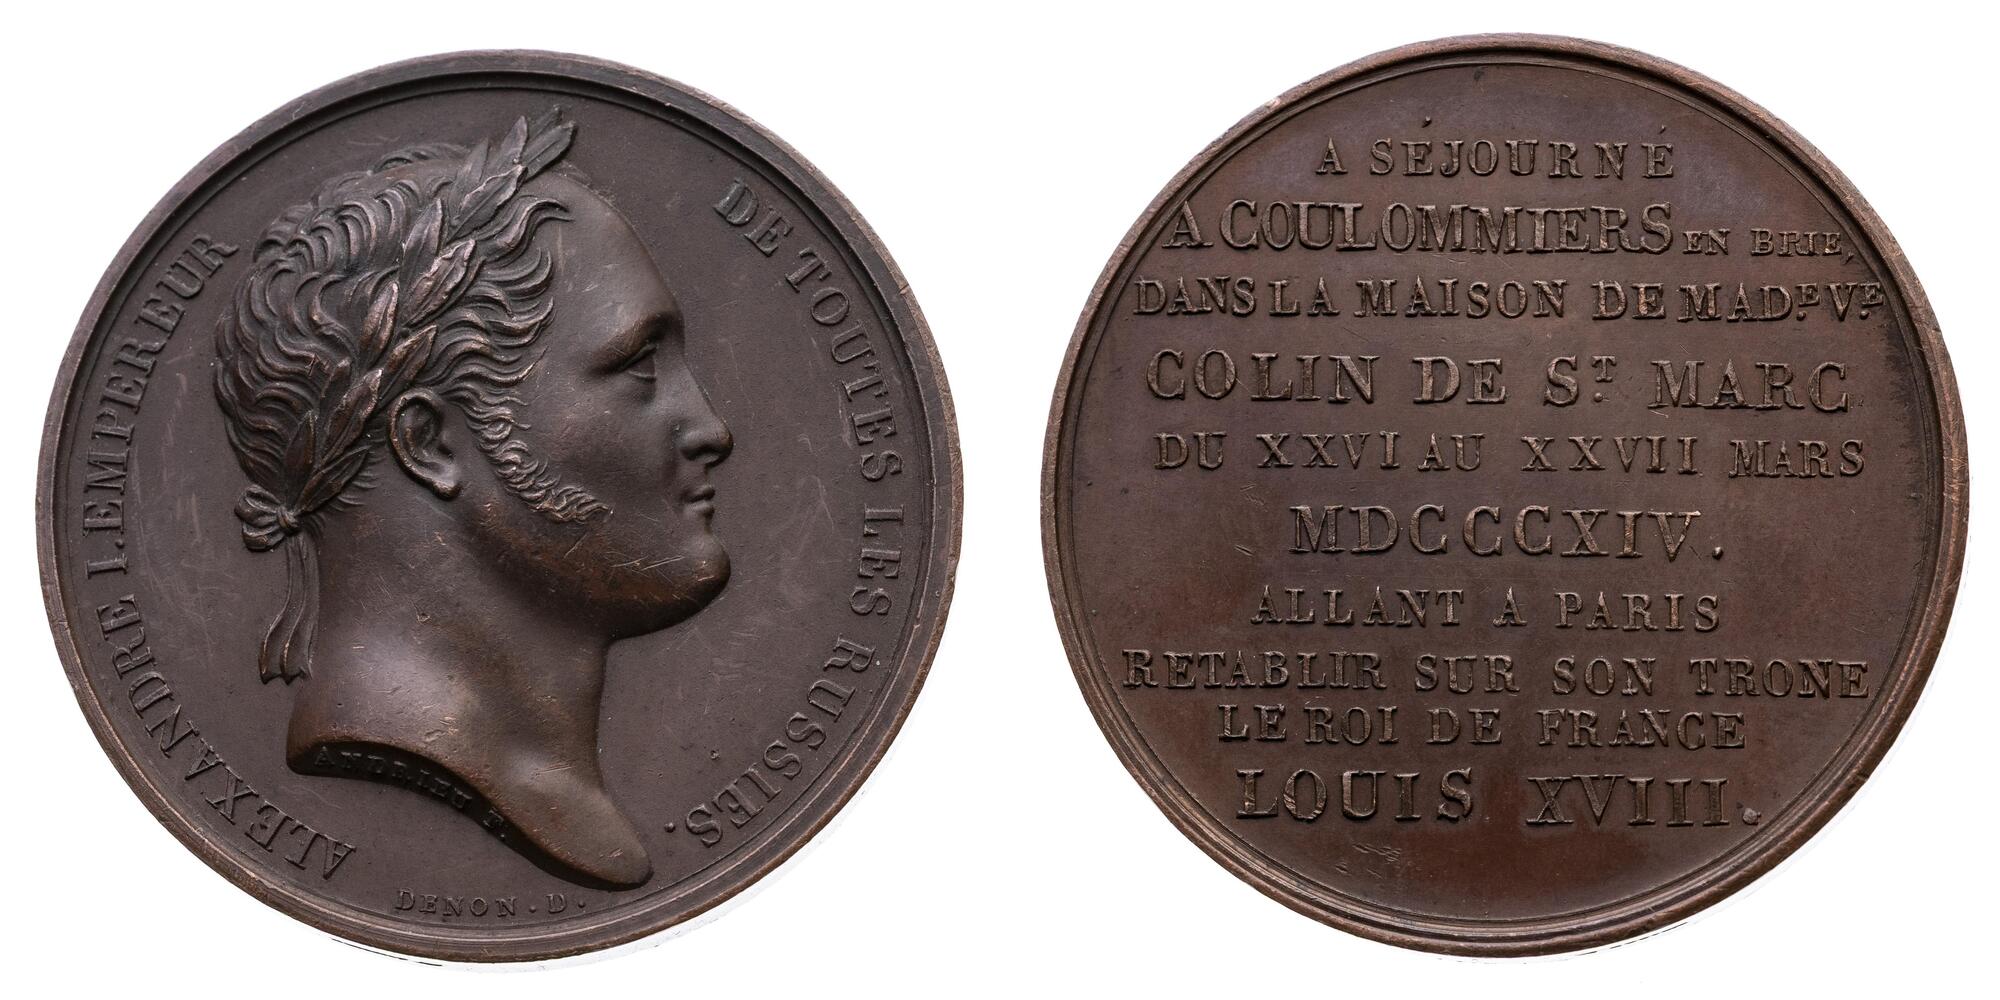 ALEXANDRE I. EMPEREUR DE TOUTES LES RUSSIES.
ANDRIEU F.
DENON . D.
A SÉJOURNÉ
A COULOMMIERS EN BRIE,
DANS LA MAISON DE MAD.E V.E
COLIN DE S.T MARC
DU XXVI AU XXVII MARS
MDCCCXIV.
ALLANT A PARIS
RETABLIR SUR SON TRONE
LE ROI DE FRANCE
LOUIS XVIII.